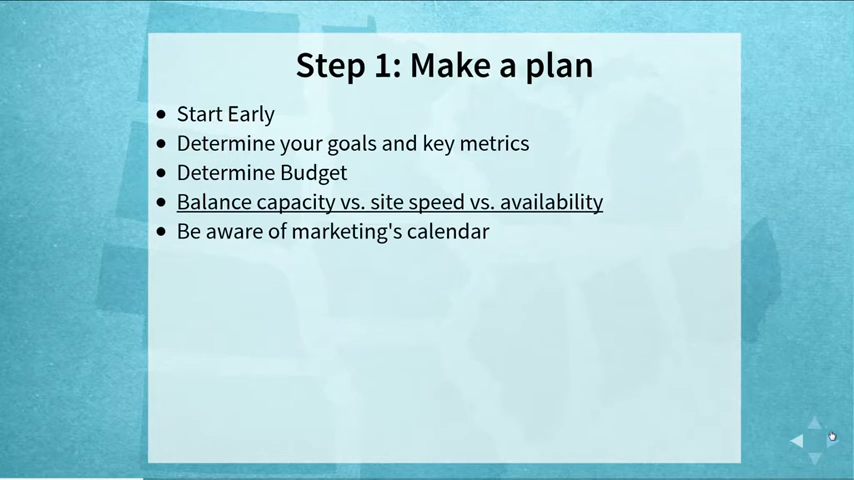 Step 1: Make a plan
Start Early
Determine your goals and key metrics
Determine Budget
Balance capacity vs. site speed vs. availability
Be aware of marketing's calendar